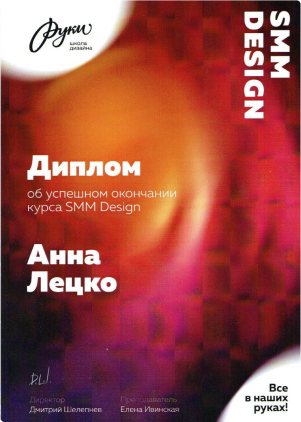 Руки
школа
дизайна
SMM
DESIGN
Диплом
об успешном окончании
курса SMM Design
Анна
Лецко
Директор
Дмитрий Шелепнев
Преподаватель
Елена Ивинская
Все
в наших
руках!